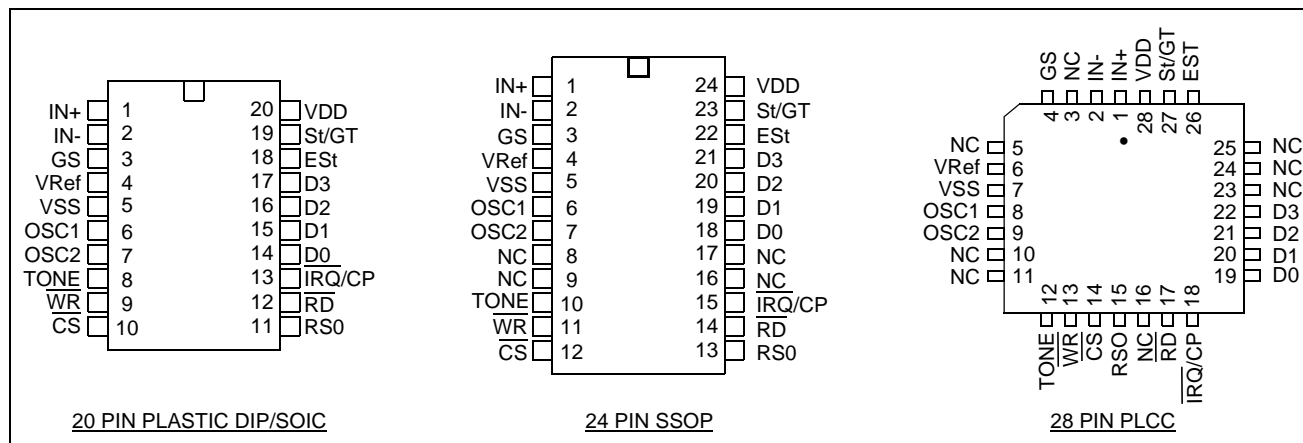 IN+ 1 20 VDD
IN- 2 19 St/GT
GS 3 18 ESt
VRef 4 17 D3
VSS 5 16 D2
OSC1 6 15 D1
OSC2 7 14 D0
TONE 8 13 IRQ/CP
WR 9 12 RD
CS 10 11 RS0
20 PIN PLASTIC DIP/SOIC
IN+ 1 24 VDD
IN- 2 23 St/GT
GS 3 22 ESt
VRef 4 21 D3
VSS 5 20 D2
OSC1 6 19 D1
OSC2 7 18 D0
NC 8 17 NC
NC 9 16 NC
TONE 10 15 IRQ/CP
WR 11 14 RD
CS 12 13 RS0
24 PIN SSOP
GS NC IN- IN+ VDD St/GT EST
4 3 2 1 28 27 26
NC 5 25 NC
VRef 6 24 NC
VSS 7 23 NC
OSC1 8 22 D3
OSC2 9 21 D2
NC 10 20 D1
NC 11 19 D0
12 13 14 15 16 17 18
TONE WR CS RSO NC RD IRQ/CP
28 PIN PLCC